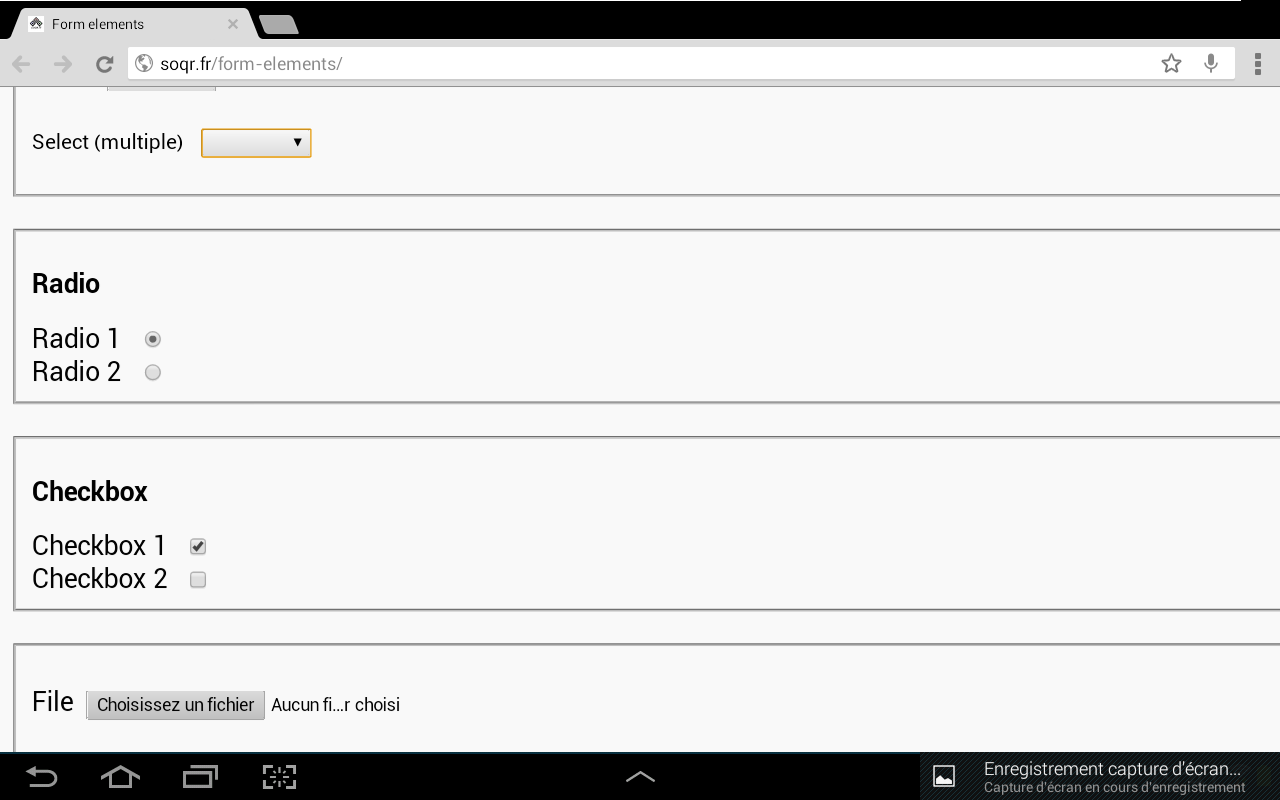 Form elements
soqr.fr/form-elements/
Select (multiple)
Radio
Radio 1
Radio 2
Checkbox
Checkbox 1
Checkbox 2
File Choisissez un fichier Aucun fi...r choisi
Enregistrement capture d'écran...
Capture d'écran en cours d'enregistrement